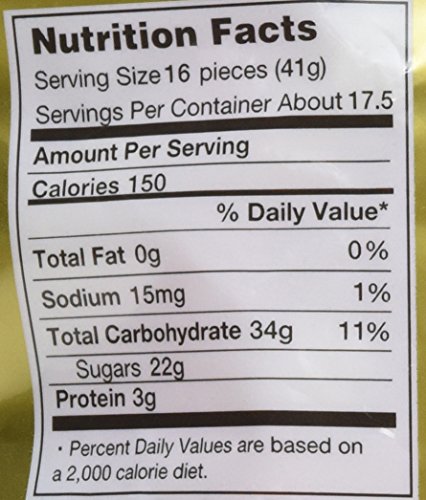 Nutrition Facts
Serving Size 16 pieces (41g)
Servings Per Container About 17.5
Amount Per Serving
Calories 150
% Daily Value*
Total Fat 0g 0%
Sodium 15mg 1%
Total Carbohydrate 34g 11%
Sugars 22g
Protein 3g
· Percent Daily Values are based on
a 2,000 calorie diet.